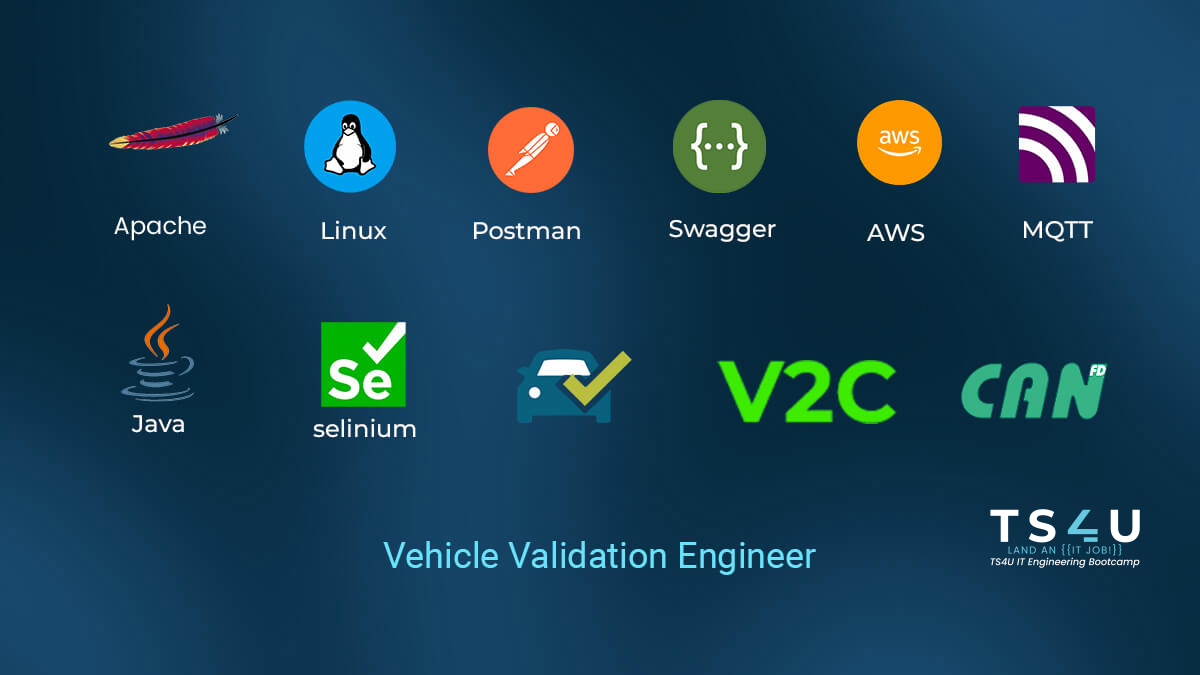 aws
Apache
Linux
Postman
Swagger
AWS
MQTT
Se
V2C
CAN FD
Java
selinium
Vehicle Validation Engineer
TS4U
LAND AN {{IT JOB!}}
TS4U IT Engineering Bootcamp